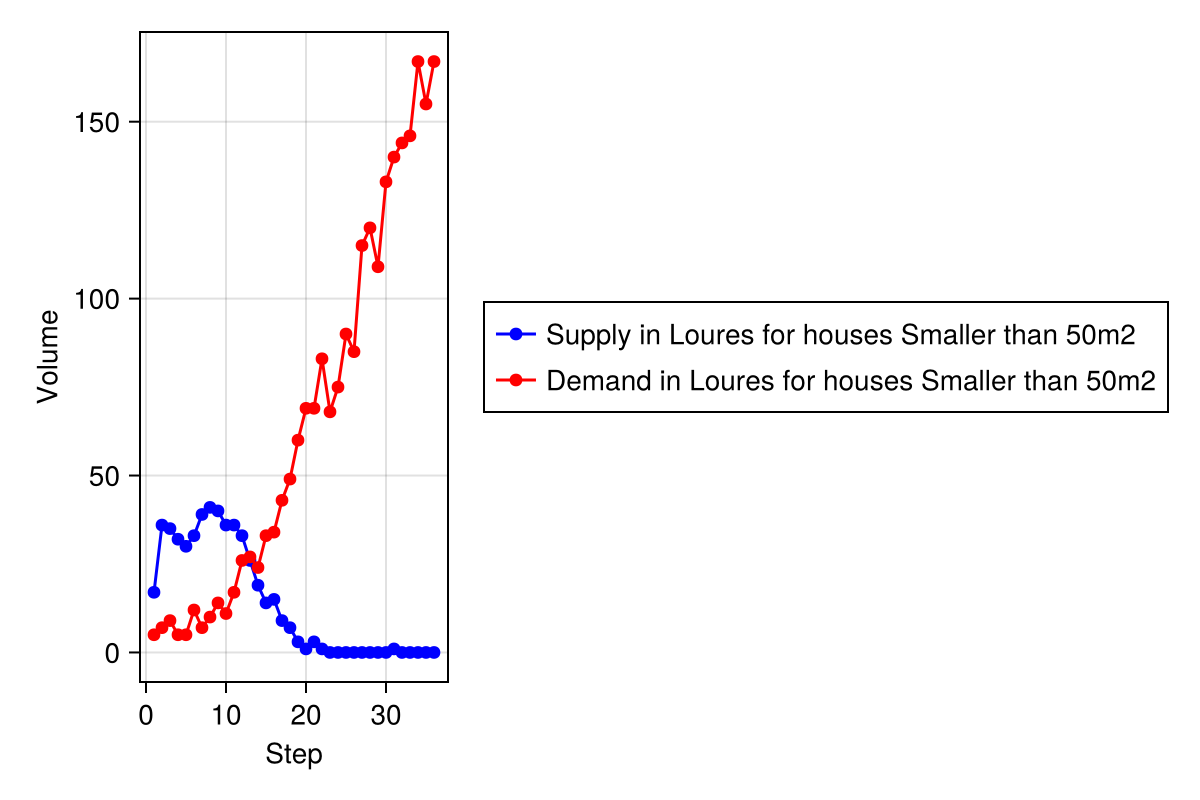 150
100
50
0
Volume
0 10 20 30
Step
Supply in Loures for houses Smaller than 50m2
Demand in Loures for houses Smaller than 50m2